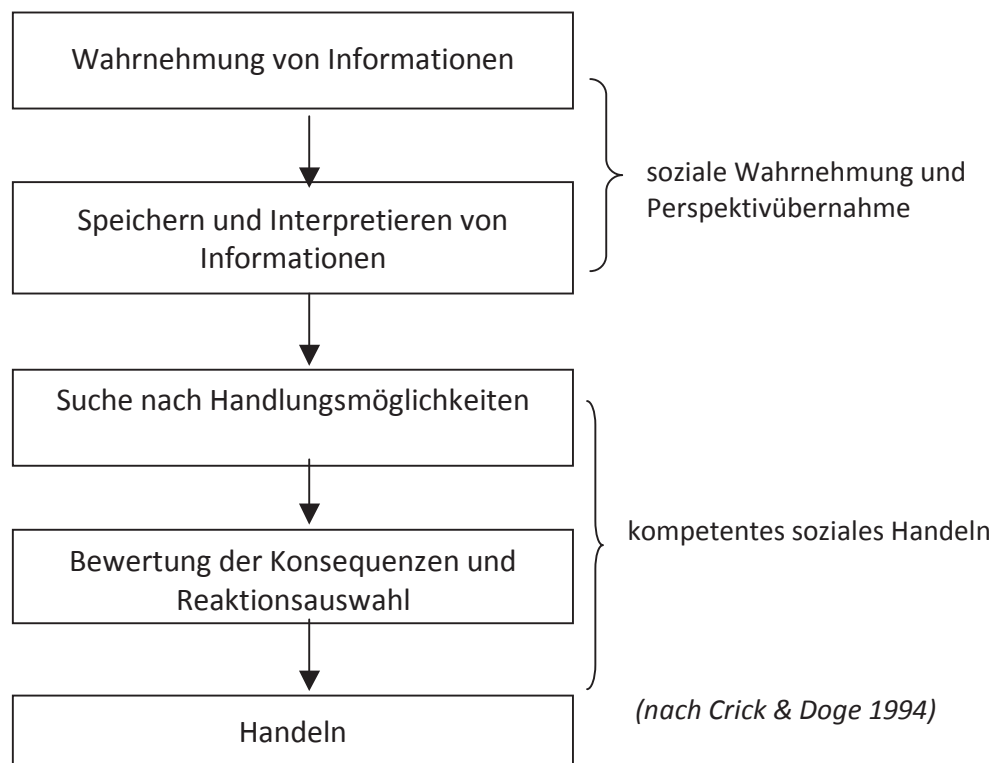 Wahrnehmung von Informationen
soziale Wahrnehmung und
Perspektivübernahme
Speichern und Interpretieren von
Informationen
Suche nach Handlungsmöglichkeiten
kompetentes soziales Handeln
Bewertung der Konsequenzen und
Reaktionsauswahl
(nach Crick & Doge 1994)
Handeln